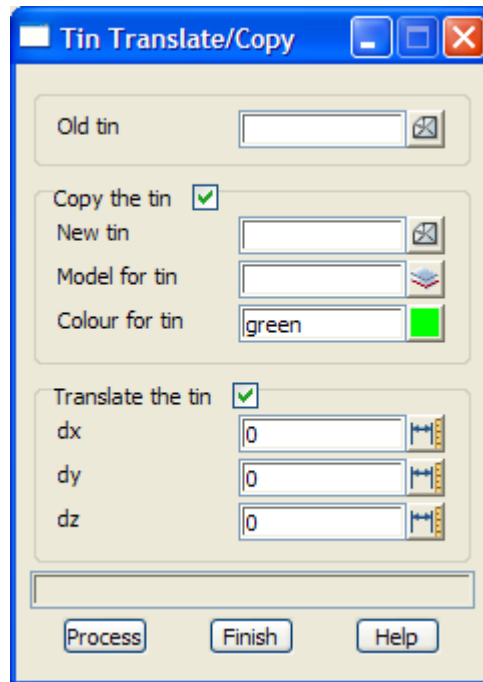 Tin Translate/Copy
Old tin
Copy the tin
New tin
Model for tin
Colour for tin green
Translate the tin
dx 0
dy 0
dz 0
Process Finish Help